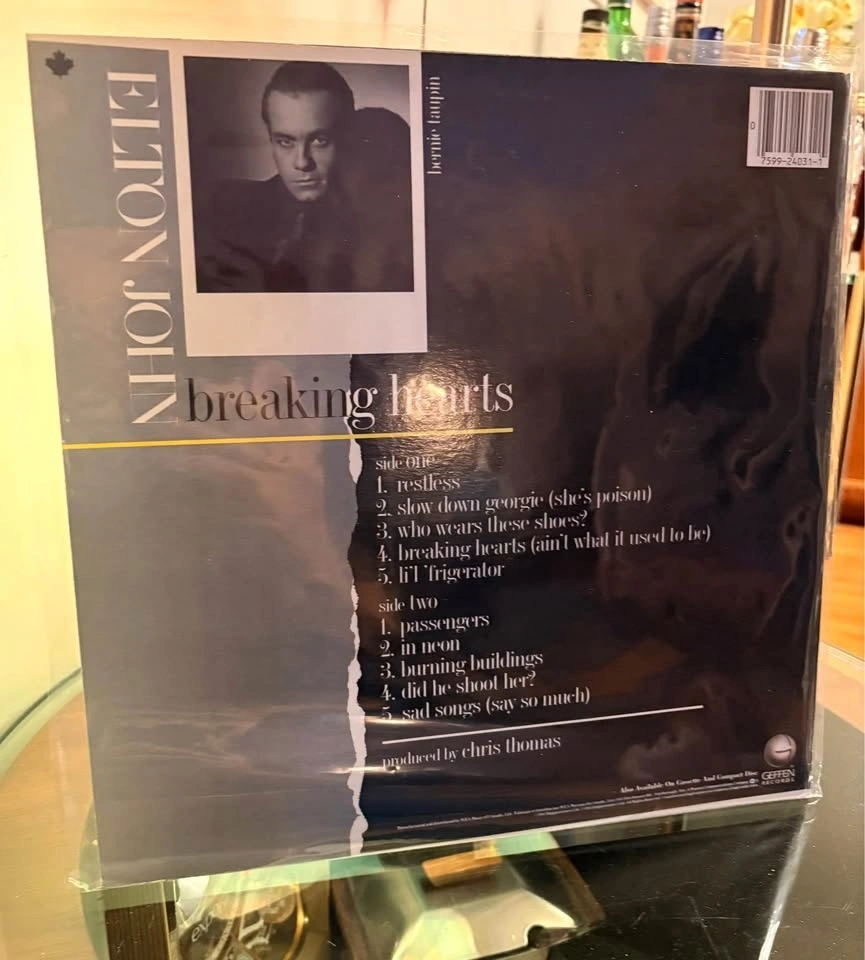 ELTON JOHN
bernie taupin
0
7599-24031-1
breaking hearts
side one
1. restless
2. slow down georgie (she's poison)
3. who wears these shoes?
4. breaking hearts (ain't what it used to be)
5. li'l 'frigerator
side two
1. passengers
2. in neon
3. burning buildings
4. did he shoot her?
5. sad songs (say so much)
produced by chris thomas
Also Available On Cassette And Compact Disc
GEFFEN
RECORDS